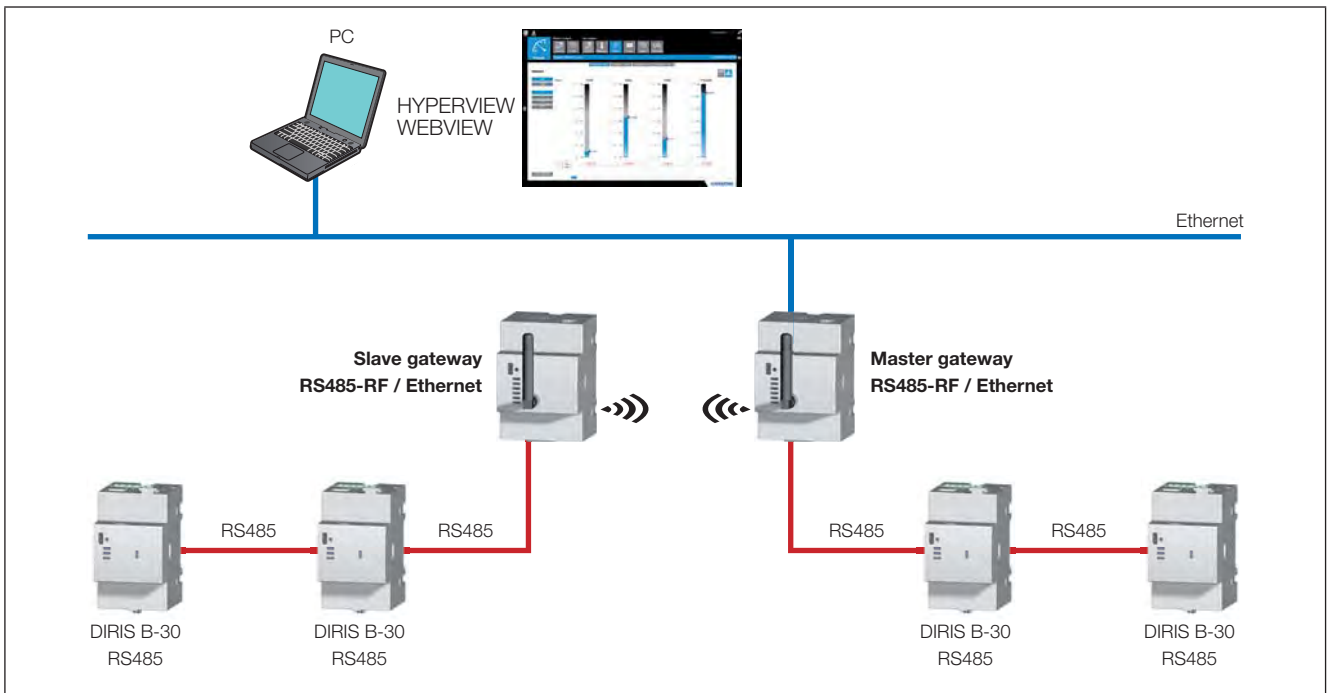 PC
HYPERVIEW
WEBVIEW
Ethernet
Slave gateway
RS485-RF / Ethernet
Master gateway
RS485-RF / Ethernet
RS485
RS485
RS485
RS485
DIRIS B-30
RS485
DIRIS B-30
RS485
DIRIS B-30
RS485
DIRIS B-30
RS485